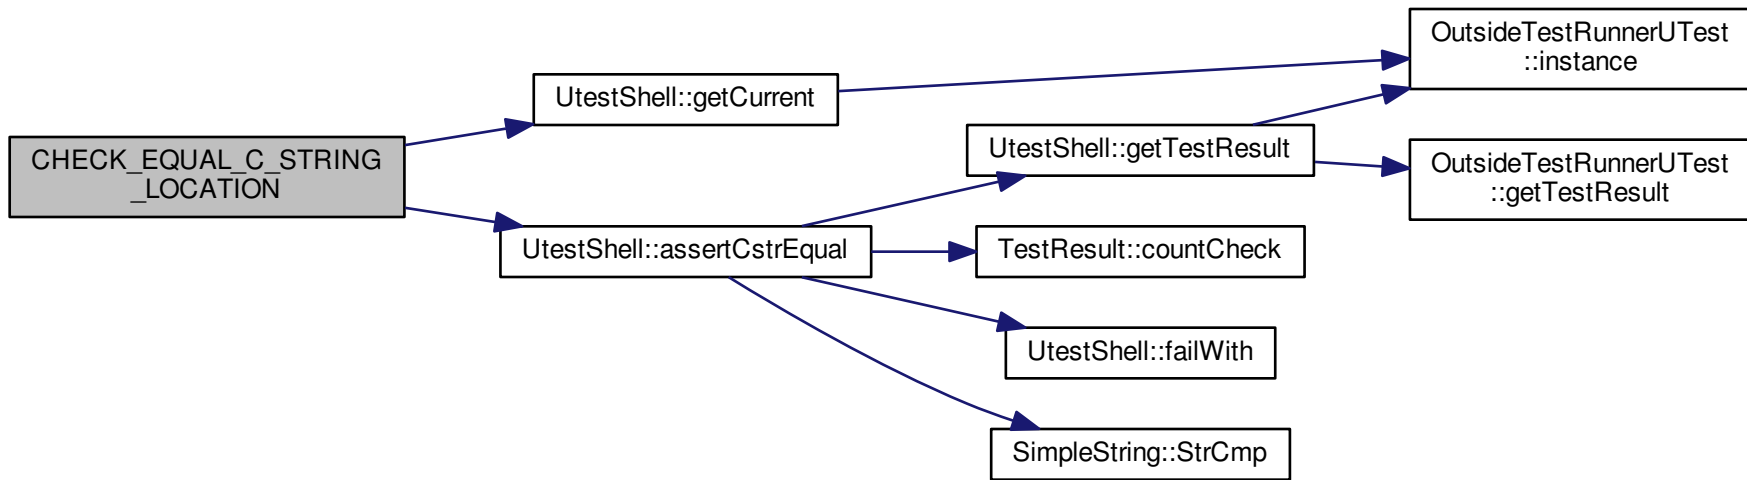 CHECK_EQUAL_C_STRING
_LOCATION
UtestShell::getCurrent
UtestShell::assertCstrEqual
UtestShell::getTestResult
TestResult::countCheck
UtestShell::failWith
SimpleString::StrCmp
OutsideTestRunnerUTest
::instance
OutsideTestRunnerUTest
::getTestResult